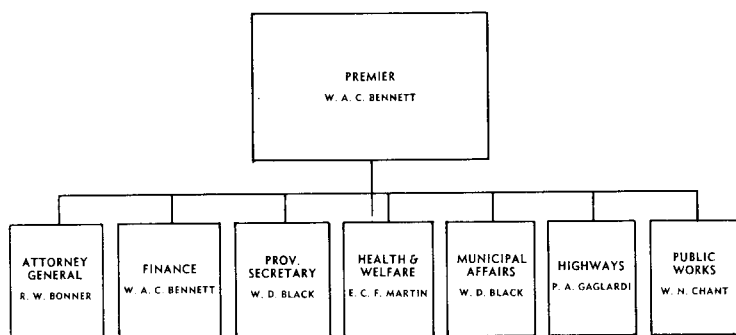 PREMIER
W. A. C. BENNETT
ATTORNEY
GENERAL
R. W. BONNER
FINANCE
W. A. C. BENNETT
PROV.
SECRETARY
W. D. BLACK
HEALTH &
WELFARE
E. C. F. MARTIN
MUNICIPAL
AFFAIRS
W. D. BLACK
HIGHWAYS
P. A. GAGLARDI
PUBLIC
WORKS
W. N. CHANT